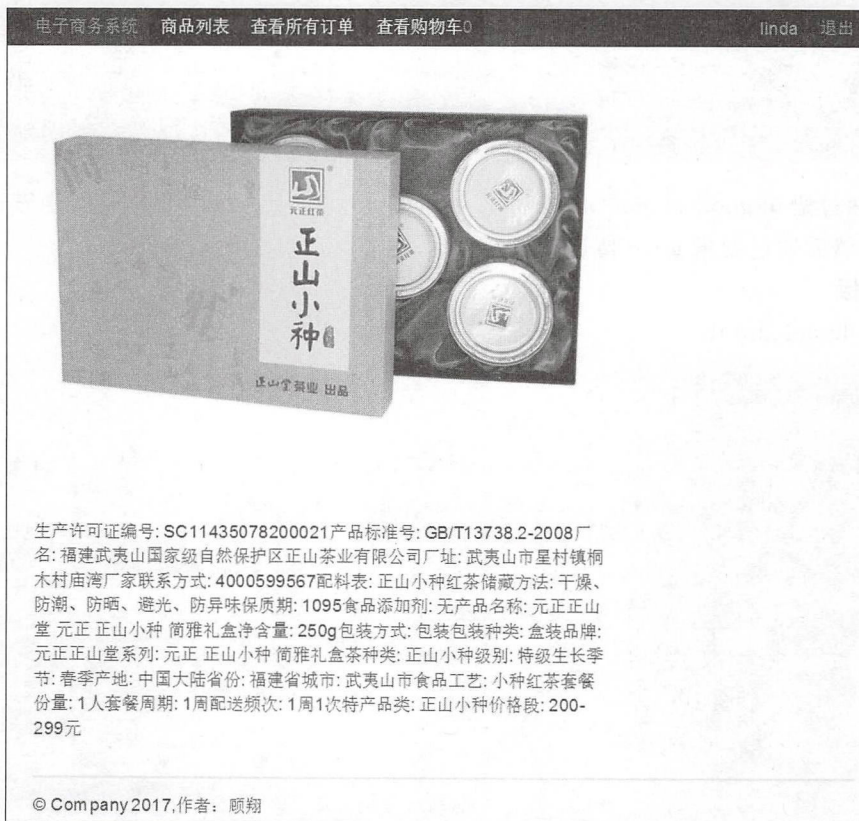 电子商务系统 商品列表 查看所有订单 查看购物车0 linda 退出
元正红茶
正山小种
正山堂茶业 出品
生产许可证编号: SC11435078200021产品标准号: GB/T13738.2-2008厂
名: 福建武夷山国家级自然保护区正山茶业有限公司厂址: 武夷山市星村镇桐
木村庙湾厂家联系方式: 4000599567配料表: 正山小种红茶储藏方法: 干燥、
防潮、防晒、避光、防异味保质期: 1095食品添加剂: 无产品名称: 元正正山
堂 元正 正山小种 简雅礼盒净含量: 250g包装方式: 包装包装种类: 盒装品牌:
元正正山堂系列: 元正 正山小种 简雅礼盒茶种类: 正山小种级别: 特级生长季
节: 春季产地: 中国大陆省份: 福建省城市: 武夷山市食品工艺: 小种红茶套餐
份量: 1人套餐周期: 1周配送频次: 1周1次特产品类: 正山小种价格段: 200-
299元
© Company 2017,作者：顾翔